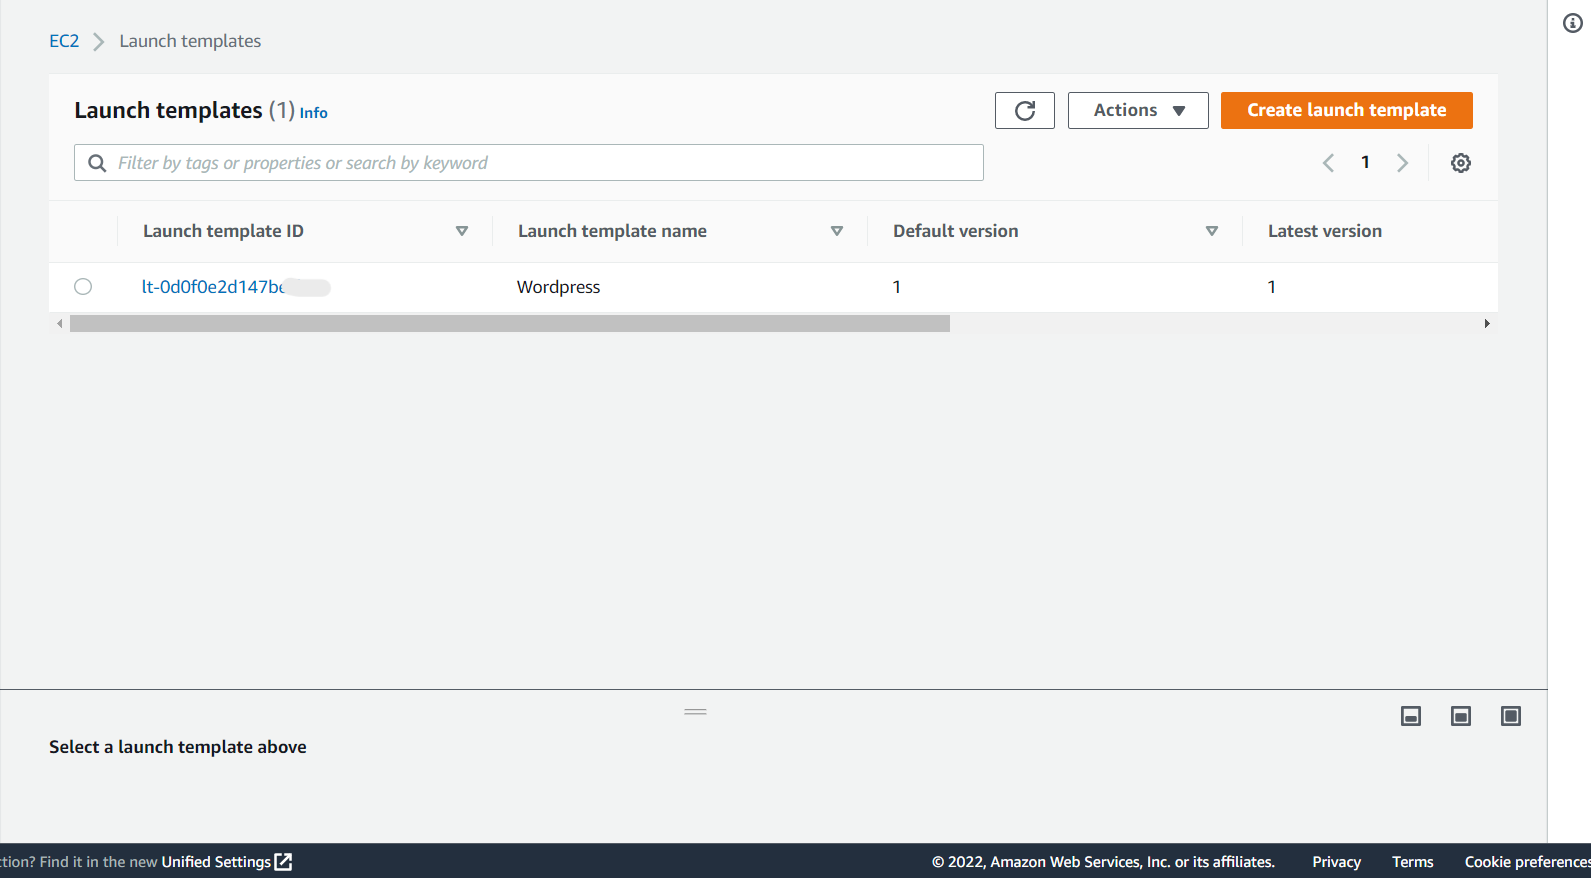 EC2 Launch templates
Launch templates (1) Info
Actions
Create launch template
Filter by tags or properties or search by keyword
1
Launch template ID Launch template name Default version Latest version
lt-0d0f0e2d147be Wordpress 1 1
Select a launch template above
tion? Find it in the new Unified Settings
© 2022, Amazon Web Services, Inc. or its affiliates. Privacy Terms Cookie preferences